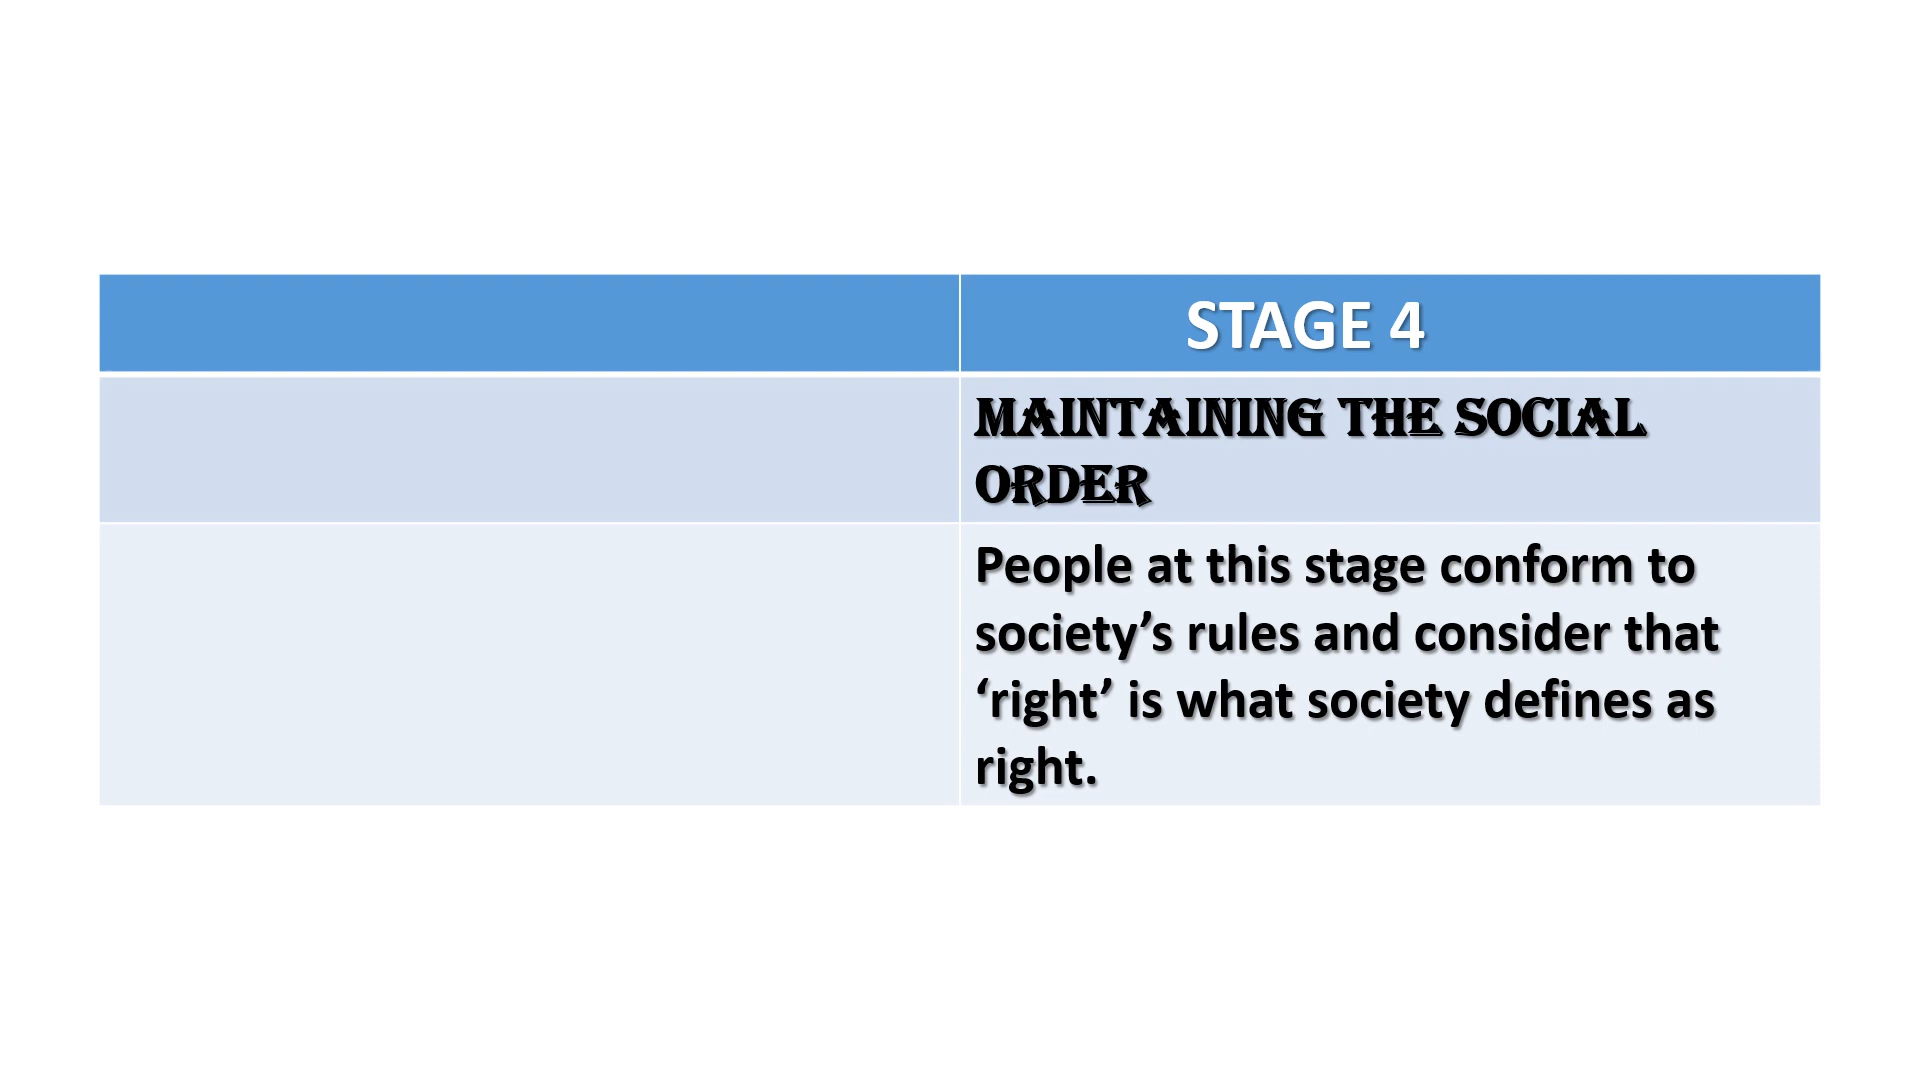 STAGE 4
MAINTAINING THE SOCIAL
ORDER
People at this stage conform to
society’s rules and consider that
‘right’ is what society defines as
right.